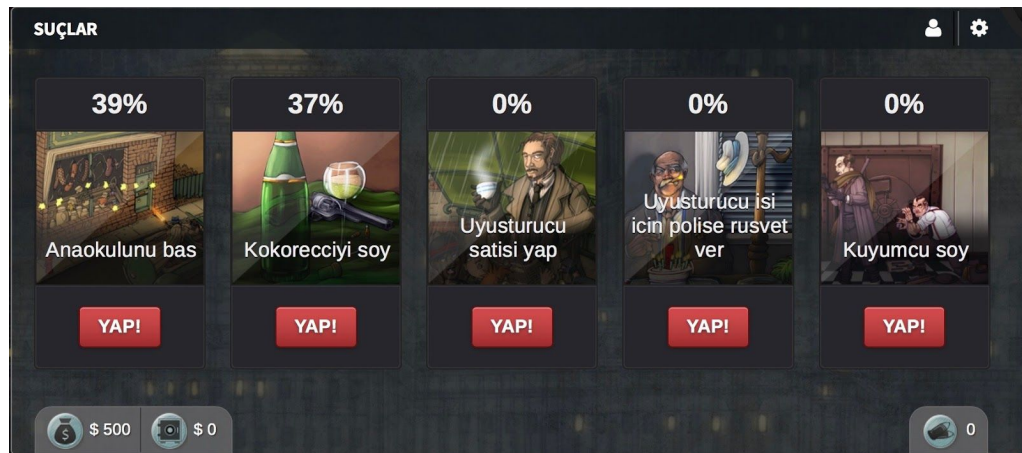 SUÇLAR
39%
37%
0%
0%
0%
Anaokulunu bas
Kokorecciyi soy
Uyusturucu
satisi yap
Uyusturucu isi
icin polise rusvet
ver
Kuyumcu soy
YAP!
YAP!
YAP!
YAP!
YAP!
$ 500
$ 0
0